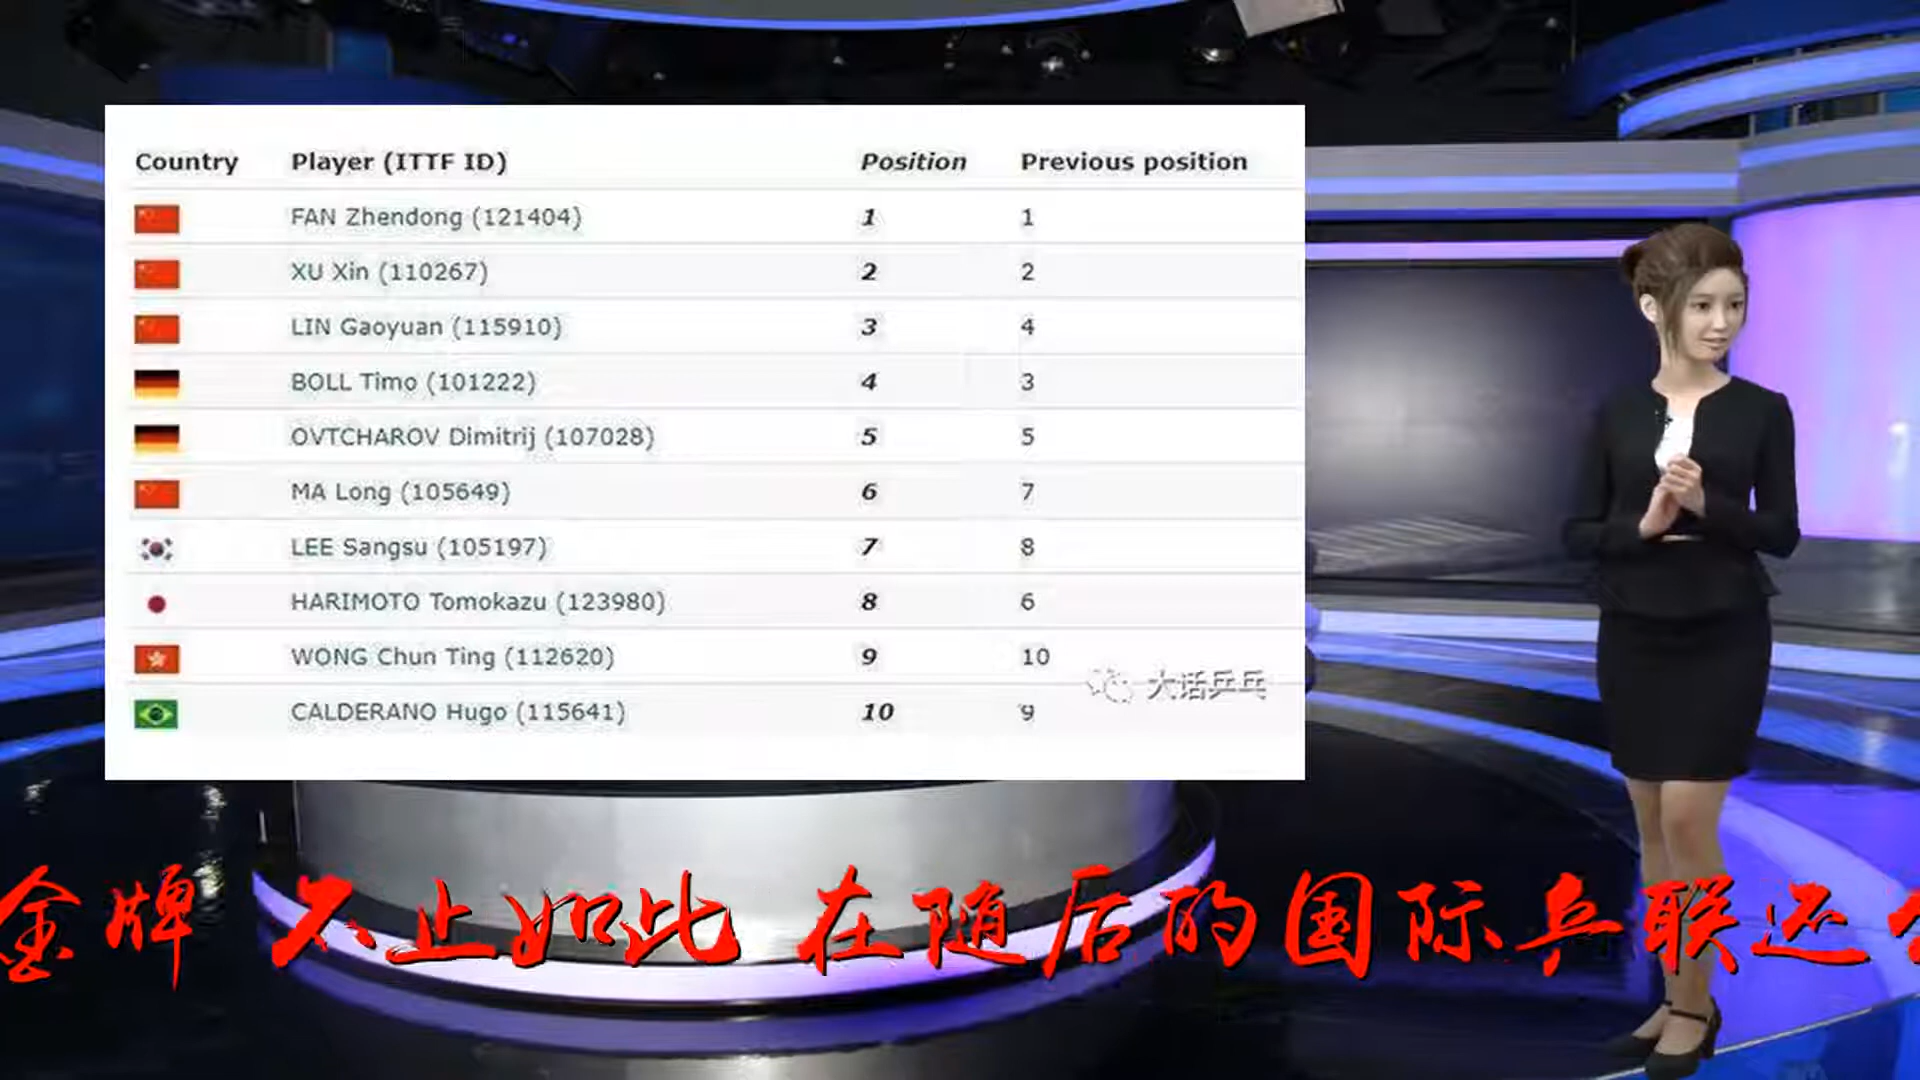 Country Player (ITTF ID) Position Previous position
FAN Zhendong (121404) 1 1
XU Xin (110267) 2 2
LIN Gaoyuan (115910) 3 4
BOLL Timo (101222) 4 3
OVTCHAROV Dimitrij (107028) 5 5
MA Long (105649) 6 7
LEE Sangsu (105197) 7 8
HARIMOTO Tomokazu (123980) 8 6
WONG Chun Ting (112620) 9 10
大话乒乓
CALDERANO Hugo (115641) 10 9
金牌 不止如此 在随后的国际乒联还